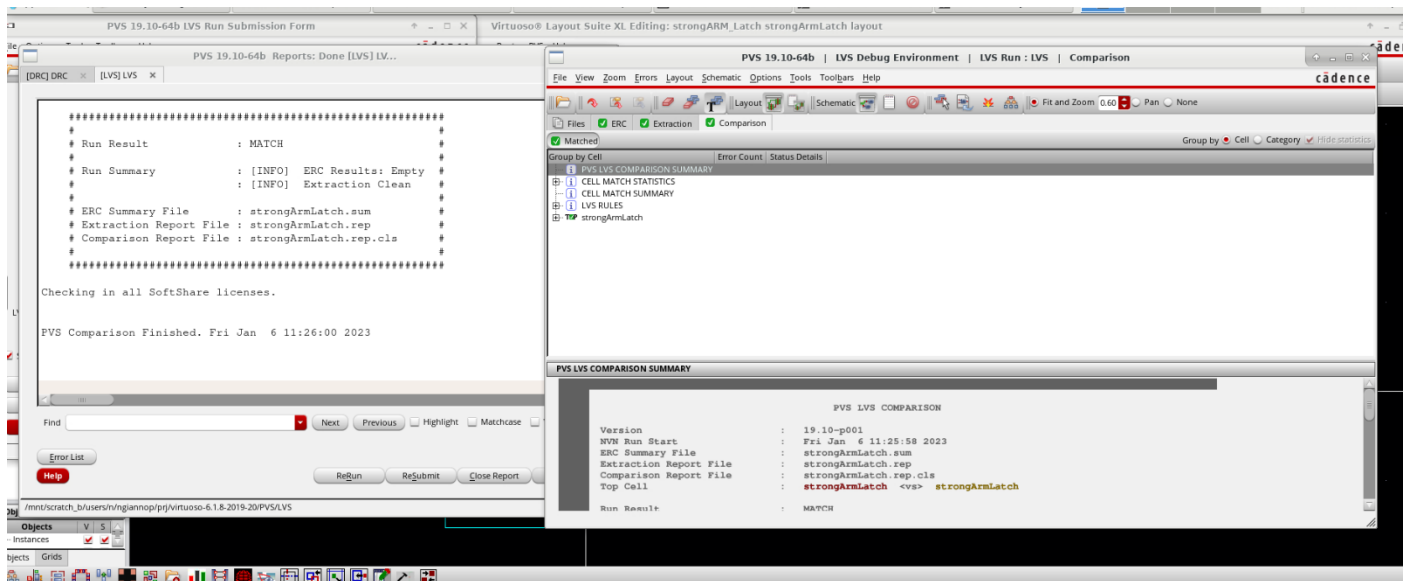 PVS 19.10-64b LVS Run Submission Form
Virtuoso® Layout Suite XL Editing: strongARM_Latch strongArmLatch layout
PVS 19.10-64b Reports: Done [LVS] LV...
[DRC] DRC
[LVS] LVS
##########################################################
#
# Run Result : MATCH #
#
# Run Summary : [INFO] ERC Results: Empty #
# : [INFO] Extraction Clean #
#
# ERC Summary File : strongArmLatch.sum #
# Extraction Report File : strongArmLatch.rep #
# Comparison Report File : strongArmLatch.rep.cls #
# #
##########################################################
Checking in all SoftShare licenses.
PVS Comparison Finished. Fri Jan 6 11:26:00 2023
Find
Next
Previous
Highlight
Matchcase
Error List
Help
ReRun
ReSubmit
Close Report
/mnt/scratch_b/users/n/ngiannop/prj/virtuoso-6.1.8-2019-20/PVS/LVS
Objects V S
Instances
Grids
PVS 19.10-64b | LVS Debug Environment | LVS Run : LVS | Comparison
File View Zoom Errors Layout Schematic Options Tools Toolbars Help
cādence
Layout
Schematic
Fit and Zoom 0.60 Pan None
Files ERC Extraction Comparison
Matched
Group by Cell Category Hide statistics
Group by Cell Error Count Status Details
PVS LVS COMPARISON SUMMARY
CELL MATCH STATISTICS
CELL MATCH SUMMARY
LVS RULES
TOP strongArmLatch
PVS LVS COMPARISON SUMMARY
PVS LVS COMPARISON
Version : 19.10-p001
NVN Run Start : Fri Jan 6 11:25:58 2023
ERC Summary File : strongArmLatch.sum
Extraction Report File : strongArmLatch.rep
Comparison Report File : strongArmLatch.rep.cls
Top Cell : strongArmLatch <vs> strongArmLatch
Run Result : MATCH